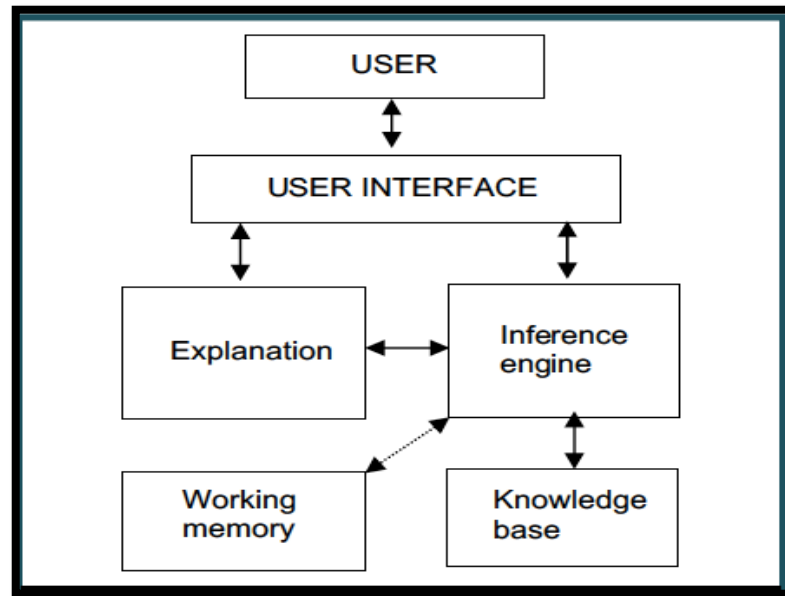 USER
USER INTERFACE
Explanation
Inference
engine
Working
memory
Knowledge
base